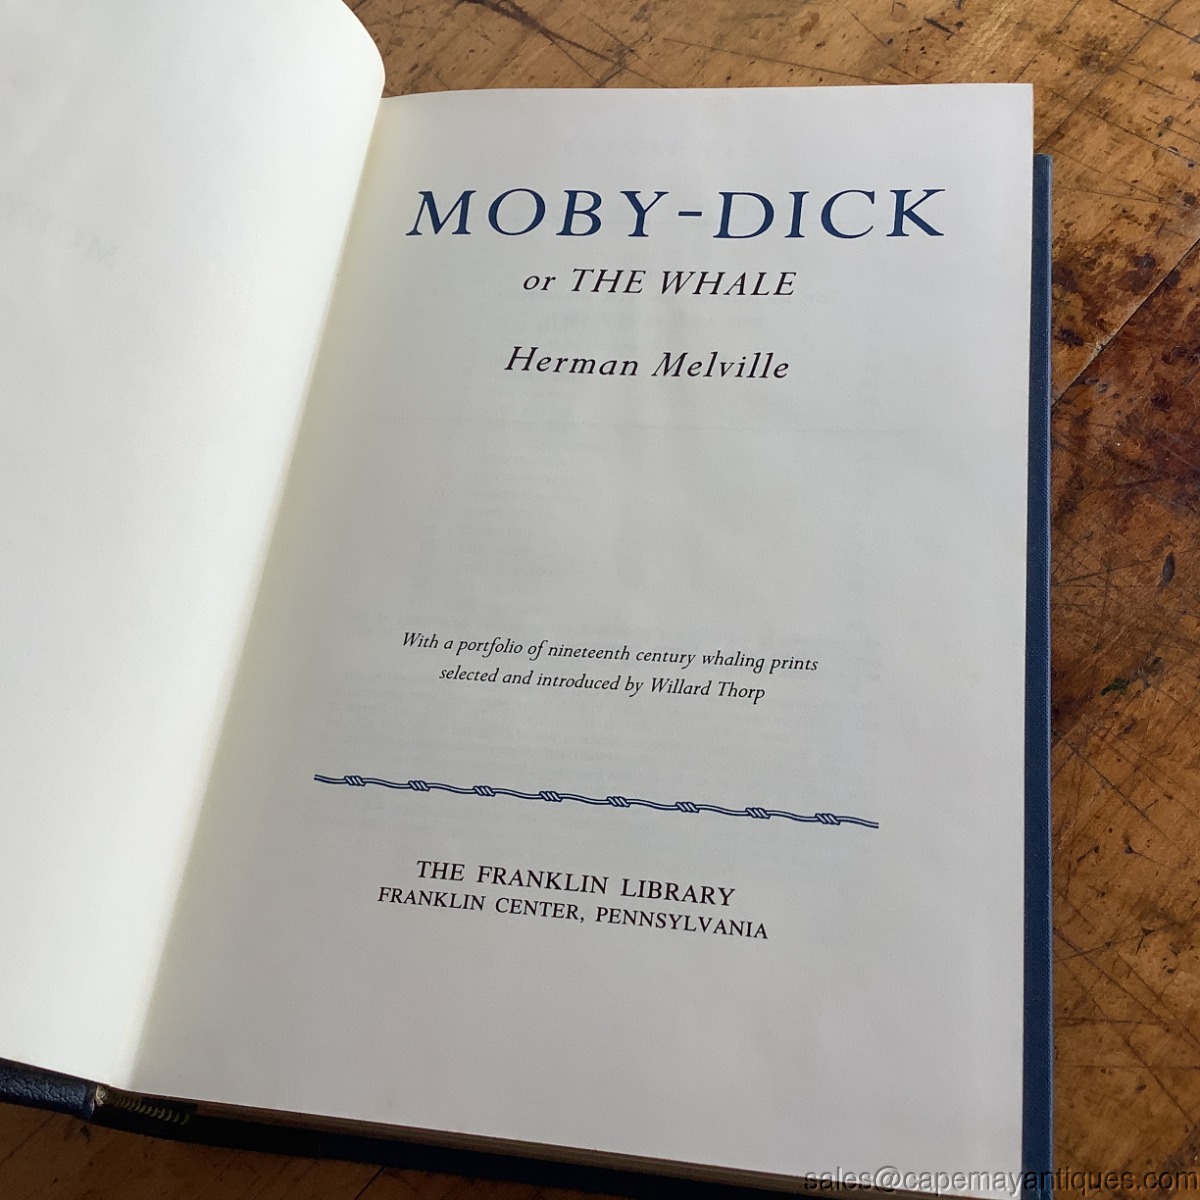 MOBY-DICK
or THE WHALE
Herman Melville
With a portfolio of nineteenth century whaling prints
selected and introduced by Willard Thorp
THE FRANKLIN LIBRARY
FRANKLIN CENTER, PENNSYLVANIA
sales@capemayantiques.com